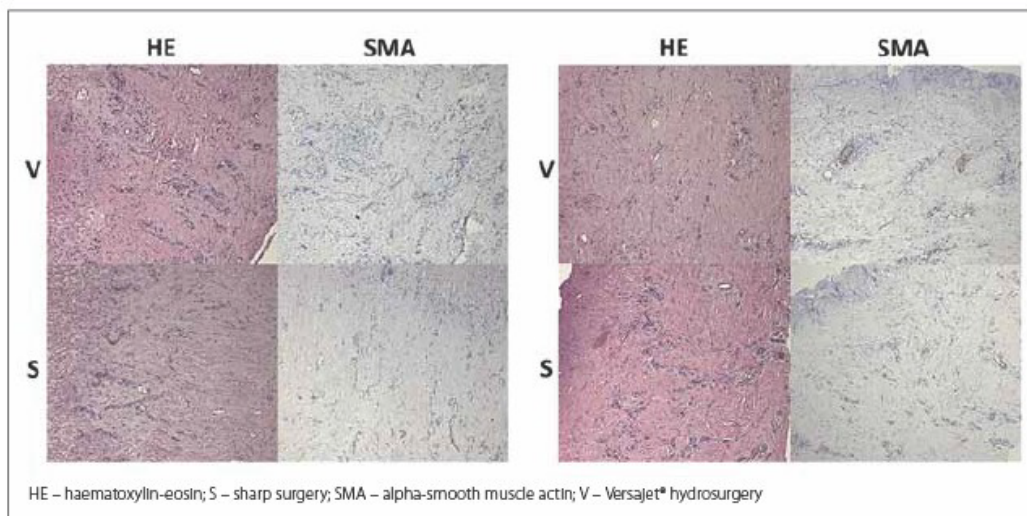 HE SMA HE SMA
V V
S S
HE – haematoxylin-eosin; S – sharp surgery; SMA – alpha-smooth muscle actin; V – Versajet® hydrosurgery